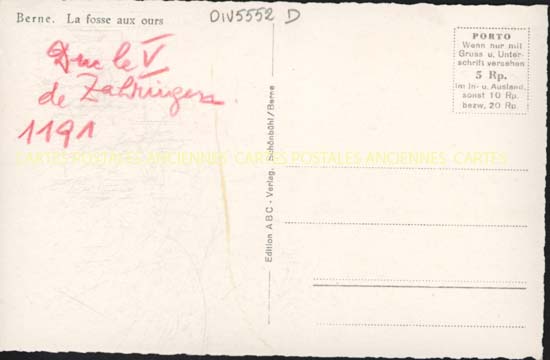 Berne. La fosse aux ours
DIV5552 D
Duc le V
de Zahringen.
1191
PORTO
Wenn nur mit
Gruss u. Unter-
schrift versehen
5 Rp.
im In- u. Ausland,
sonst 10 Rp.
bezw. 20 Rp.
CARTES POSTALES ANCIENNES CARTES POSTALES ANCIENNES CARTES
Edition ABC - Verlag, Schönbühl/Berne